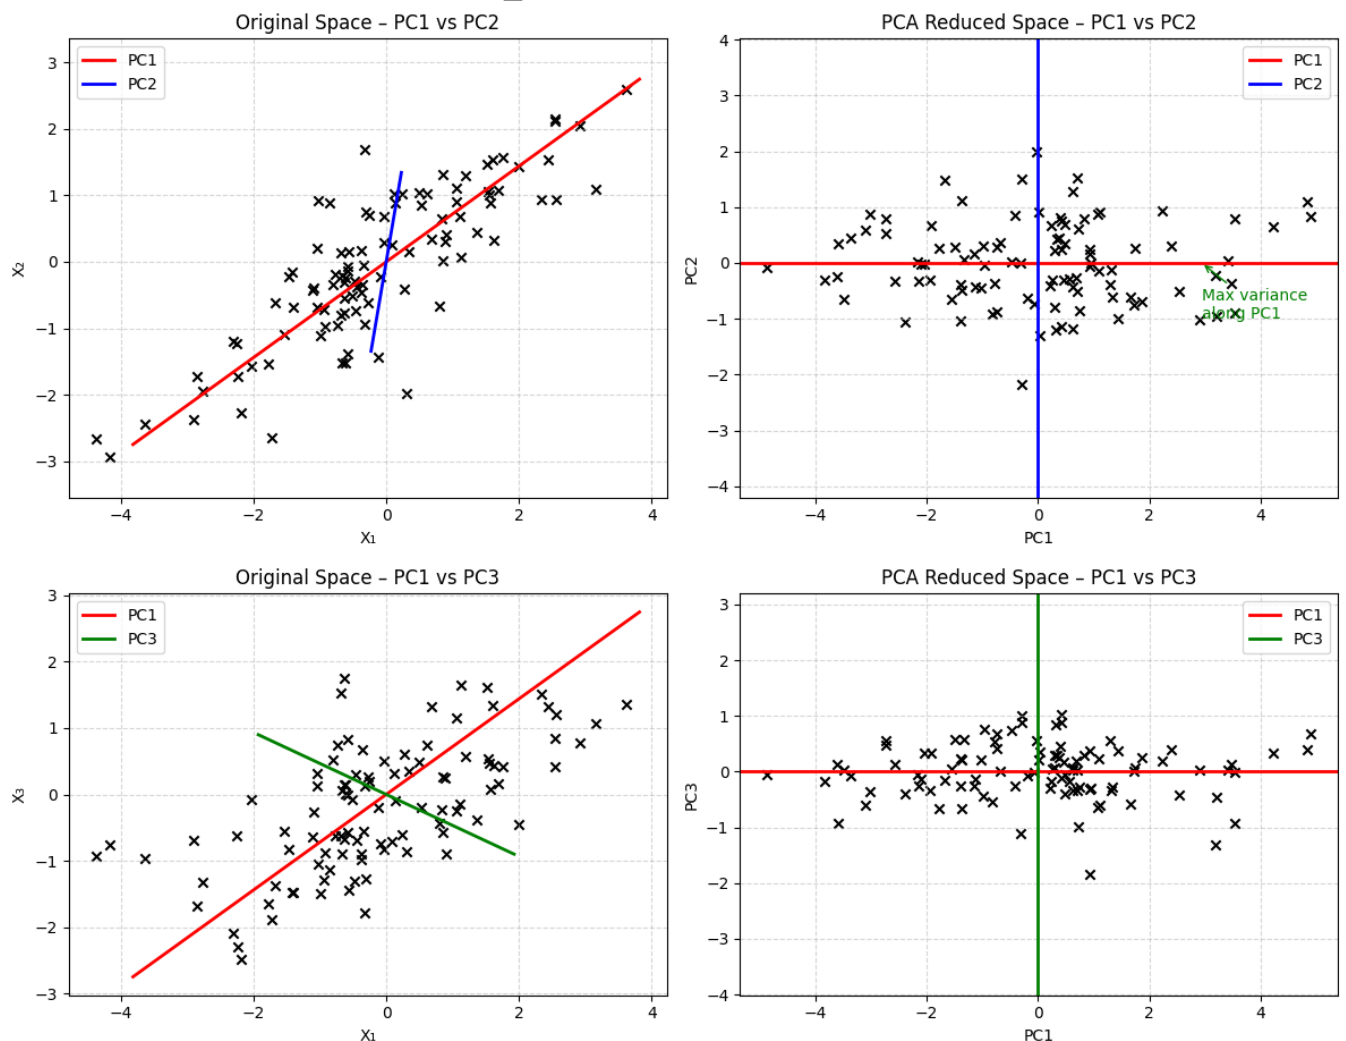 Original Space – PC1 vs PC2
PC1
PC2
3
2
1
0
−1
−2
−3
X₂
−4
−2
0
2
4
X₁
PCA Reduced Space – PC1 vs PC2
PC1
PC2
4
3
2
1
0
−1
−2
−3
−4
PC2
Max variance
along PC1
−4
−2
0
2
4
PC1
Original Space – PC1 vs PC3
PC1
PC3
3
2
1
0
−1
−2
−3
X₃
−4
−2
0
2
4
X₁
PCA Reduced Space – PC1 vs PC3
PC1
PC3
3
2
1
0
−1
−2
−3
−4
PC3
−4
−2
0
2
4
PC1